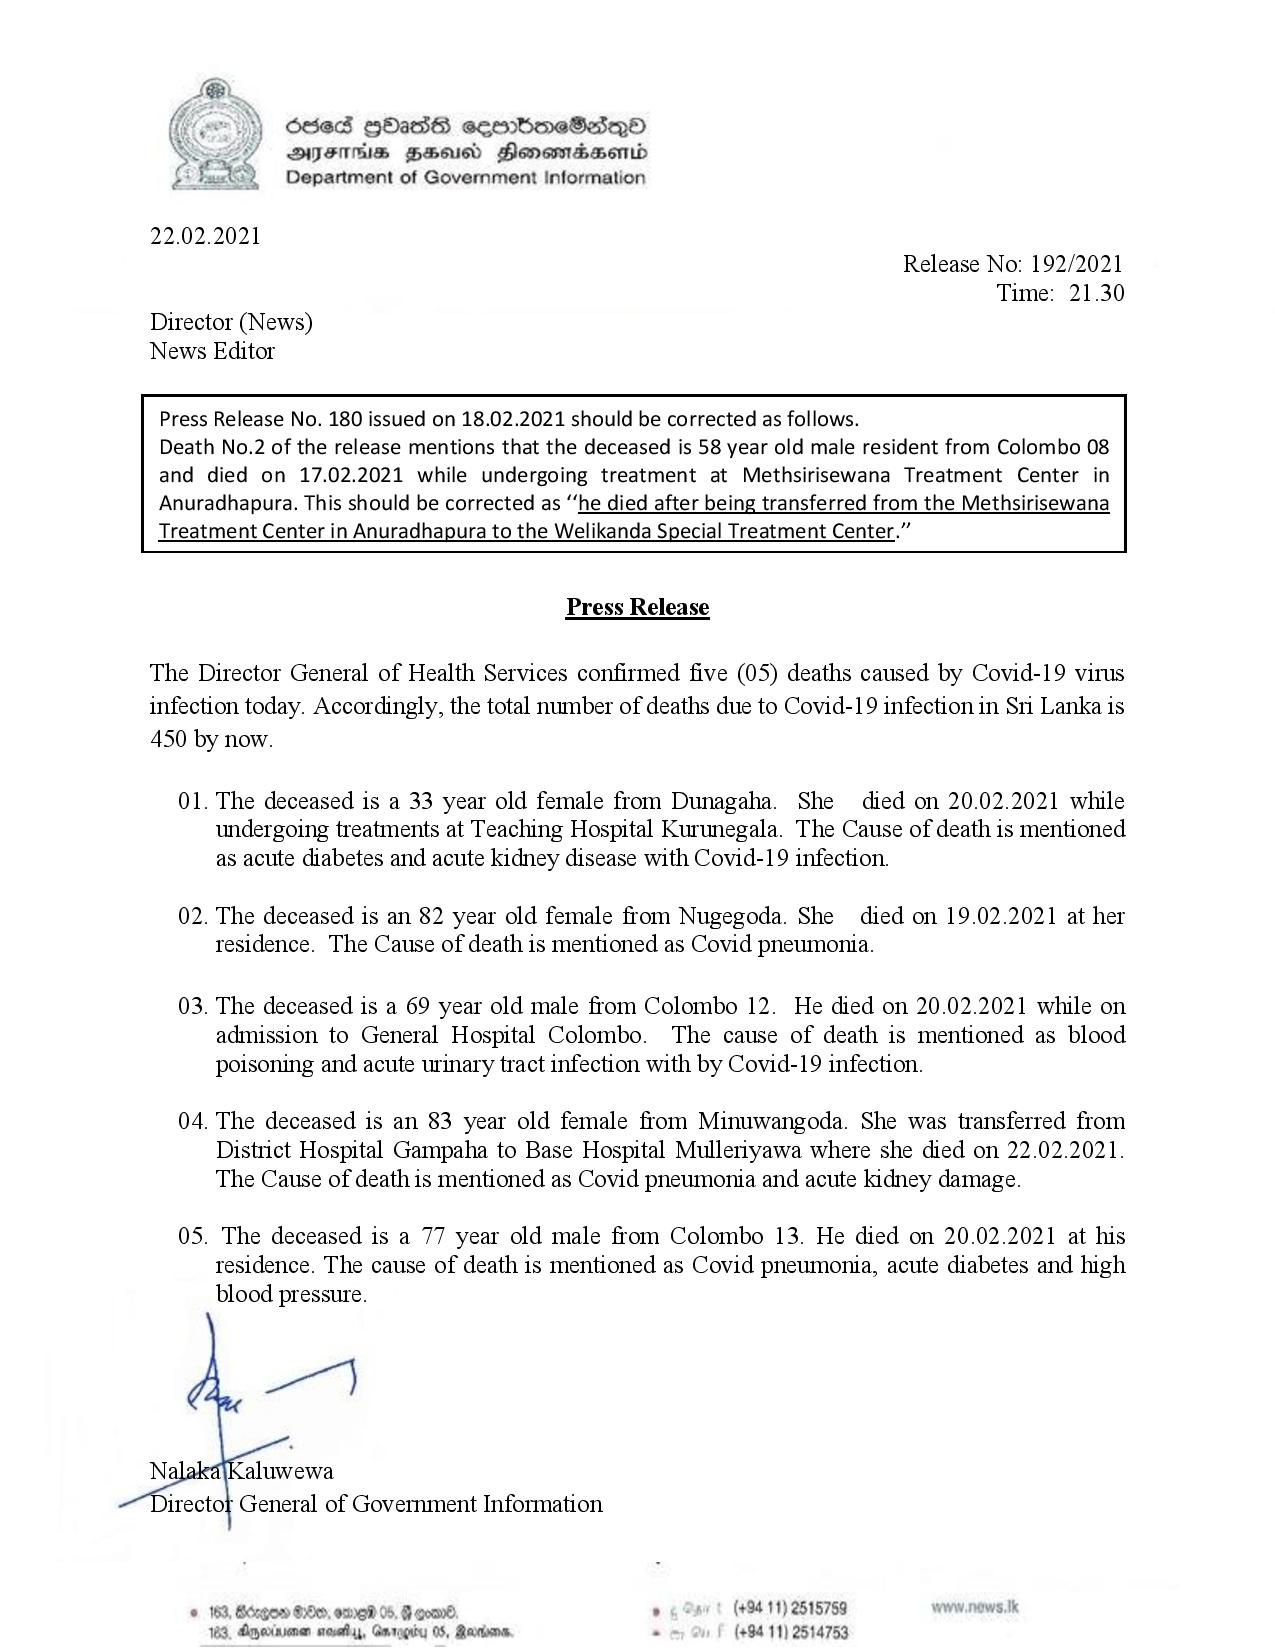 රජයේ ප්‍රවෘත්ති දෙපාර්තමේන්තුව
அரசாங்க தகவல் திணைக்களம்
Department of Government Information
22.02.2021
Release No: 192/2021
Time: 21.30
Director (News)
News Editor
Press Release No. 180 issued on 18.02.2021 should be corrected as follows.
Death No.2 of the release mentions that the deceased is 58 year old male resident from Colombo 08
and died on 17.02.2021 while undergoing treatment at Methsirisewana Treatment Center in
Anuradhapura. This should be corrected as ‘‘he died after being transferred from the Methsirisewana
Treatment Center in Anuradhapura to the Welikanda Special Treatment Center.’’
Press Release
The Director General of Health Services confirmed five (05) deaths caused by Covid-19 virus
infection today. Accordingly, the total number of deaths due to Covid-19 infection in Sri Lanka is
450 by now.
01. The deceased is a 33 year old female from Dunagaha. She died on 20.02.2021 while
undergoing treatments at Teaching Hospital Kurunegala. The Cause of death is mentioned
as acute diabetes and acute kidney disease with Covid-19 infection.
02. The deceased is an 82 year old female from Nugegoda. She died on 19.02.2021 at her
residence. The Cause of death is mentioned as Covid pneumonia.
03. The deceased is a 69 year old male from Colombo 12. He died on 20.02.2021 while on
admission to General Hospital Colombo. The cause of death is mentioned as blood
poisoning and acute urinary tract infection with by Covid-19 infection.
04. The deceased is an 83 year old female from Minuwangoda. She was transferred from
District Hospital Gampaha to Base Hospital Mulleriyawa where she died on 22.02.2021.
The Cause of death is mentioned as Covid pneumonia and acute kidney damage.
05. The deceased is a 77 year old male from Colombo 13. He died on 20.02.2021 at his
residence. The cause of death is mentioned as Covid pneumonia, acute diabetes and high
blood pressure.
Nalaka Kaluwewa
Director General of Government Information
163, කිරුලපන මාවත, කොළඹ 05, ශ්‍රී ලංකාව.
163, கிருலப்பனை எவனியூ, கொழும்பு 05, இலங்கை.
(+94 11) 2515759
(+94 11) 2514753
www.news.lk